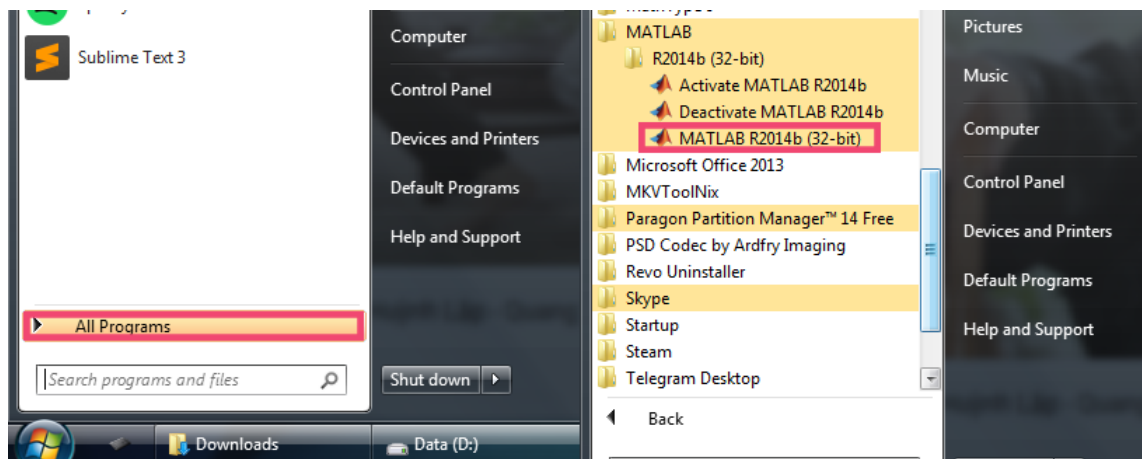 Sublime Text 3
All Programs
Search programs and files
Computer
Control Panel
Devices and Printers
Default Programs
Help and Support
Shut down
Downloads
Data (D:)
MATLAB
R2014b (32-bit)
Activate MATLAB R2014b
Deactivate MATLAB R2014b
MATLAB R2014b (32-bit)
Microsoft Office 2013
MKVToolNix
Paragon Partition Manager™ 14 Free
PSD Codec by Ardfry Imaging
Revo Uninstaller
Skype
Startup
Steam
Telegram Desktop
Back
Pictures
Music
Computer
Control Panel
Devices and Printers
Default Programs
Help and Support